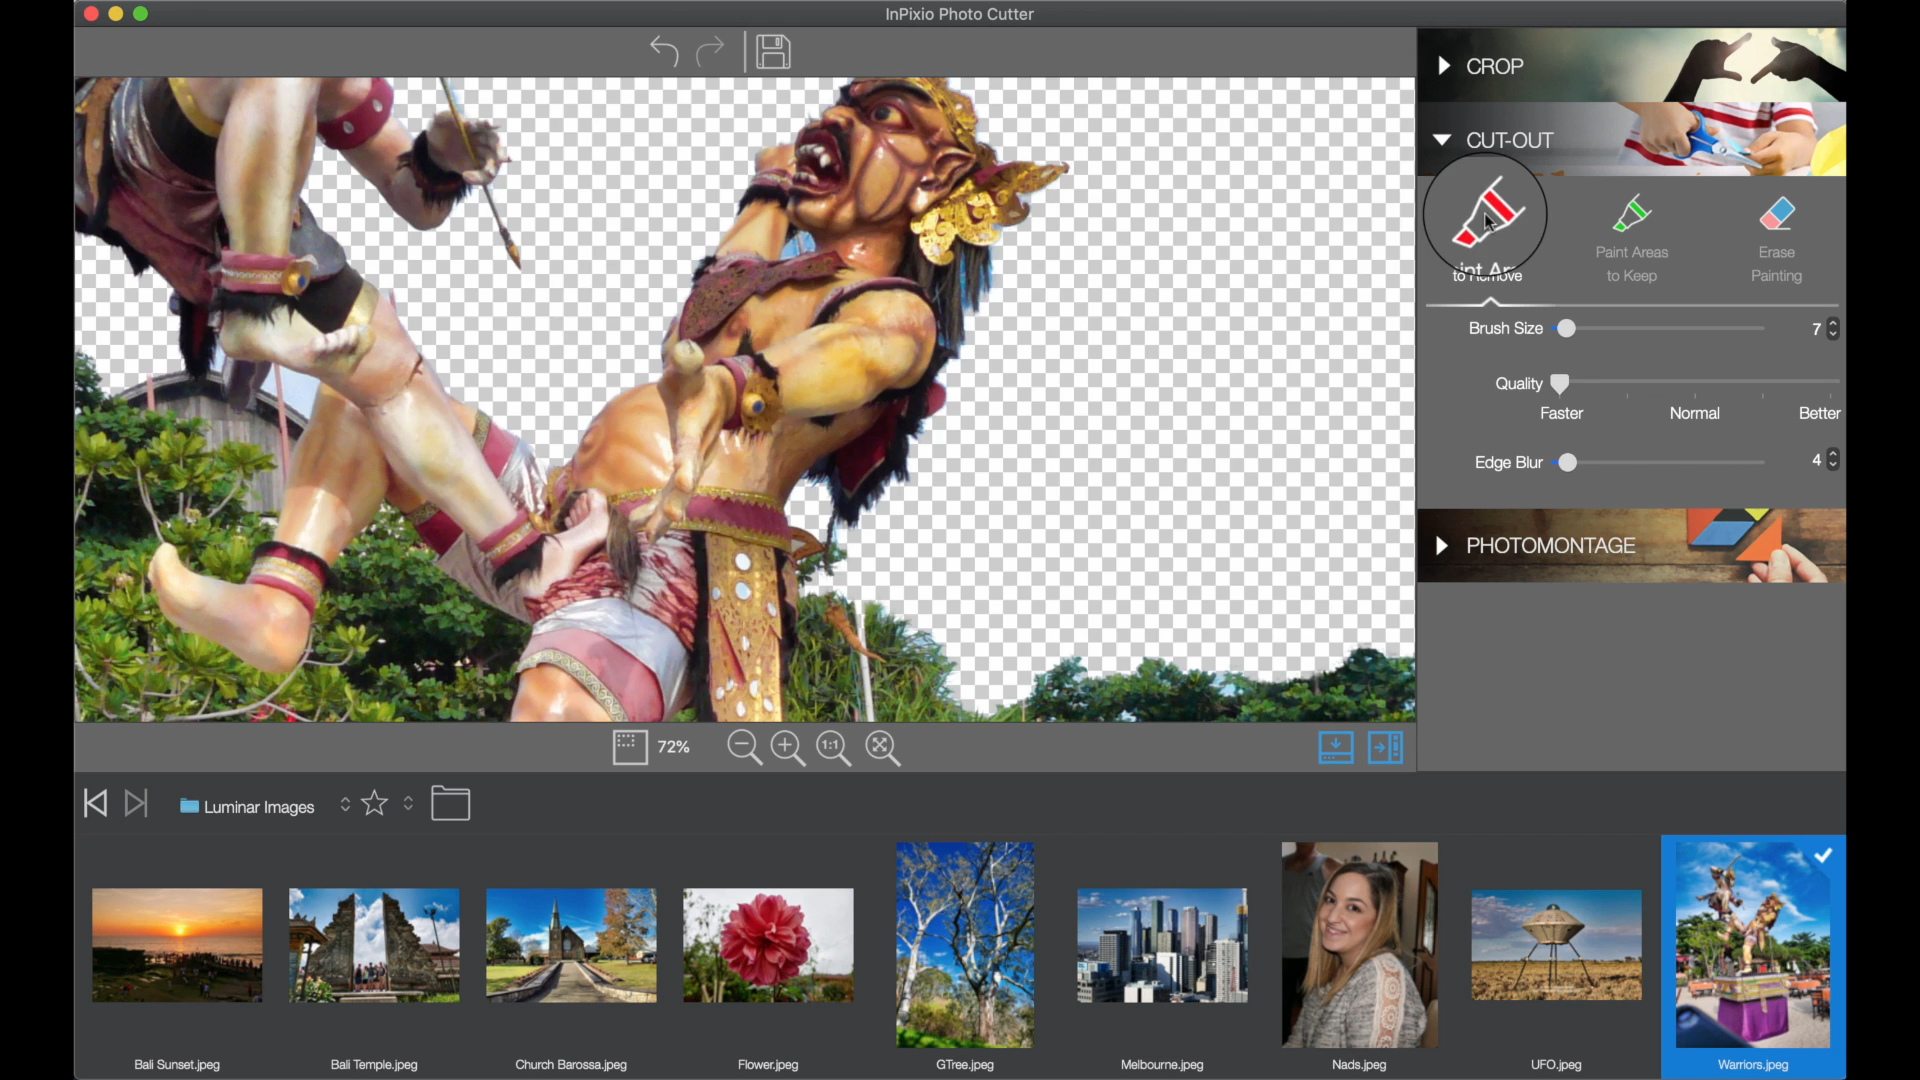 InPixio Photo Cutter
CROP
CUT-OUT
to Remove
Paint Areas
to Keep
Erase
Painting
Brush Size
7
Quality
Faster
Normal
Better
Edge Blur
4
PHOTOMONTAGE
72%
1:1
Luminar Images
Bali Sunset.jpeg
Bali Temple.jpeg
Church Barossa.jpeg
Flower.jpeg
GTree.jpeg
Melbourne.jpeg
Nads.jpeg
UFO.jpeg
Warriors.jpeg